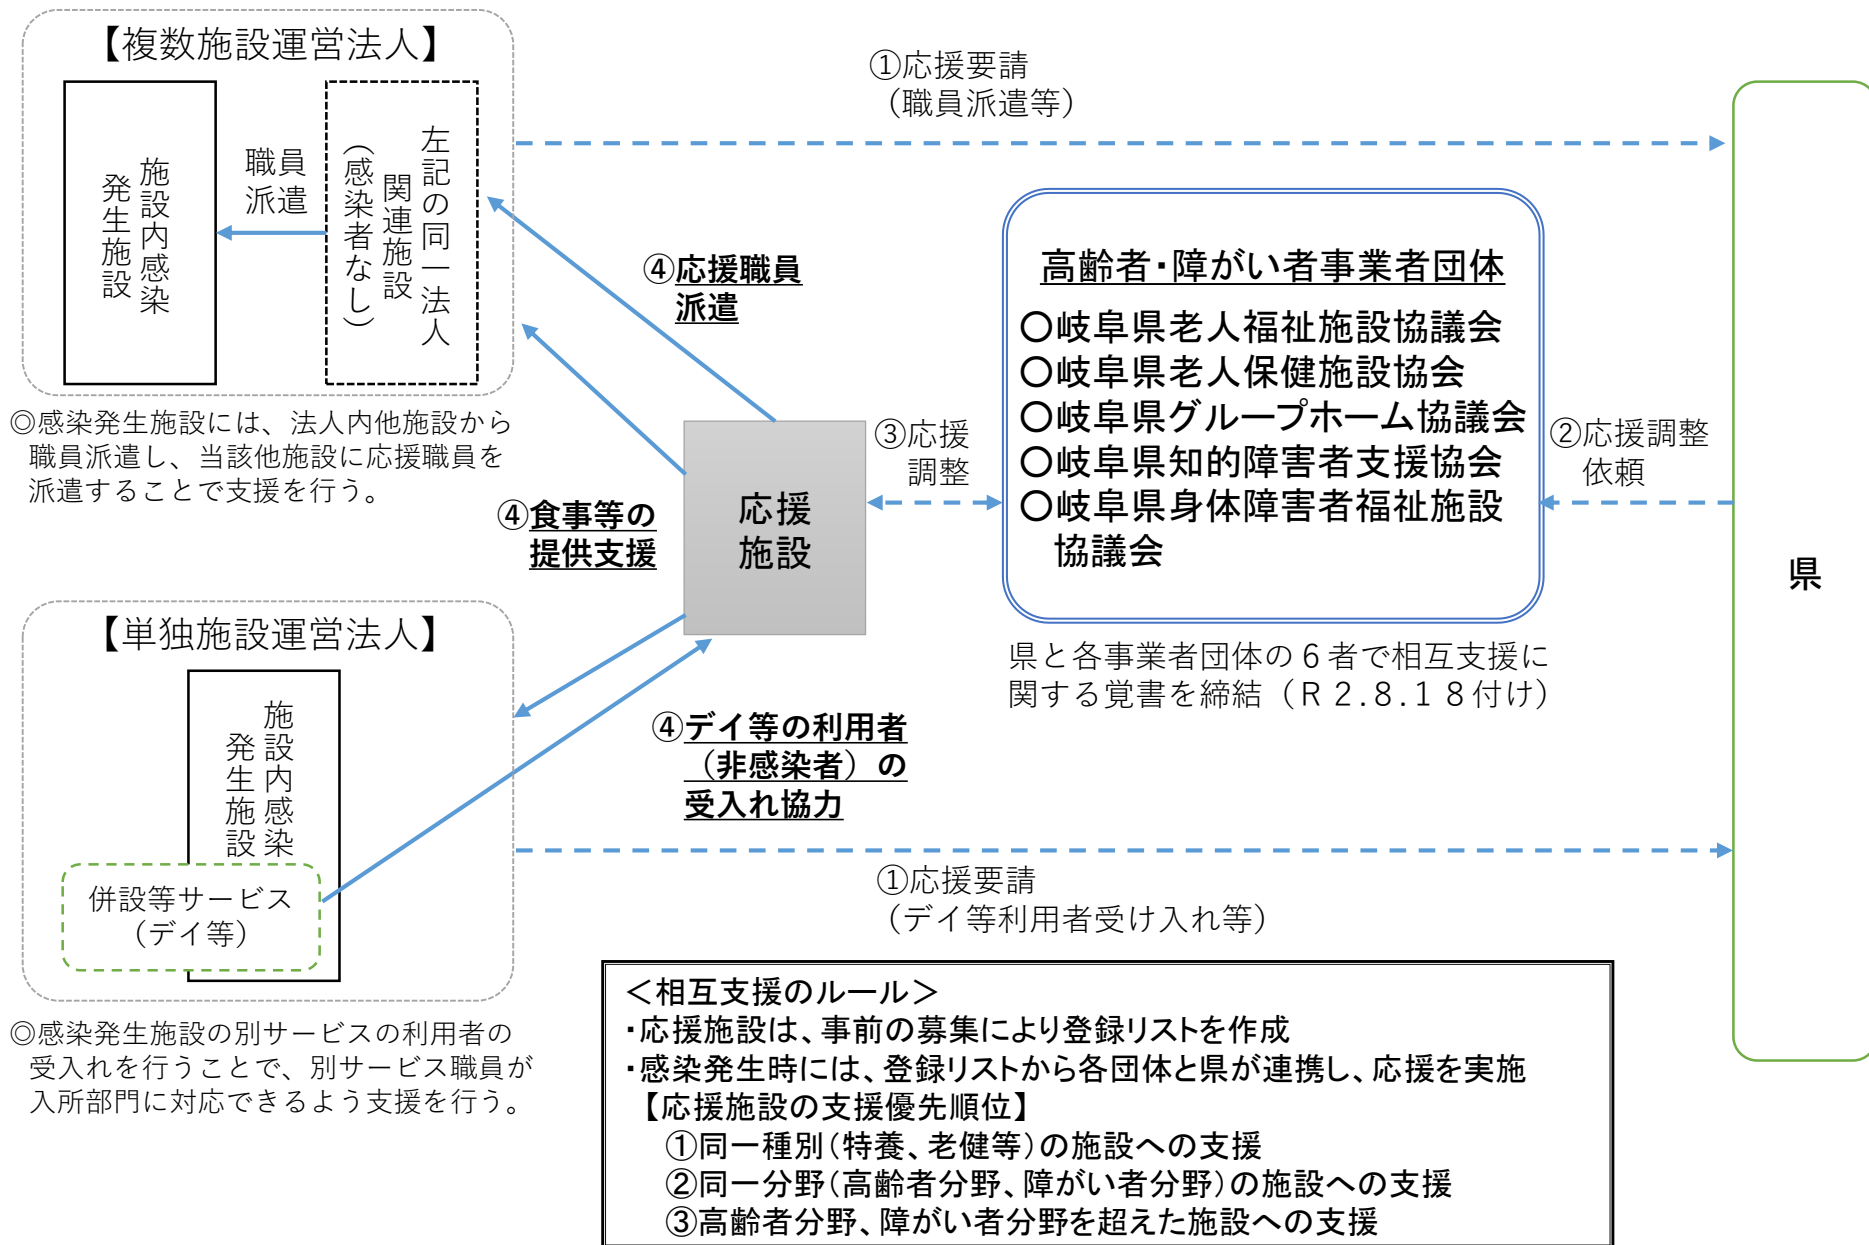 【複数施設運営法人】
施設内感染
発生施設
職員
派遣
左記の同一法人
関連施設
(感染者なし)
◎感染発生施設には、法人内他施設から
職員派遣し、当該他施設に応援職員を
派遣することで支援を行う。
①応援要請
（職員派遣等）
④応援職員
派遣
④食事等の
提供支援
応援
施設
③応援
調整
高齢者・障がい者事業者団体
〇岐阜県老人福祉施設協議会
〇岐阜県老人保健施設協会
〇岐阜県グループホーム協議会
〇岐阜県知的障害者支援協会
〇岐阜県身体障害者福祉施設
協議会
②応援調整
依頼
県
県と各事業者団体の６者で相互支援に
関する覚書を締結（Ｒ２.８.１８付け）
【単独施設運営法人】
施設内感染
発生施設
併設等サービス
（デイ等）
④デイ等の利用者
（非感染者）の
受入れ協力
①応援要請
（デイ等利用者受け入れ等）
◎感染発生施設の別サービスの利用者の
受入れを行うことで、別サービス職員が
入所部門に対応できるよう支援を行う。
＜相互支援のルール＞
・応援施設は、事前の募集により登録リストを作成
・感染発生時には、登録リストから各団体と県が連携し、応援を実施
【応援施設の支援優先順位】
①同一種別（特養、老健等）の施設への支援
②同一分野（高齢者分野、障がい者分野）の施設への支援
③高齢者分野、障がい者分野を超えた施設への支援